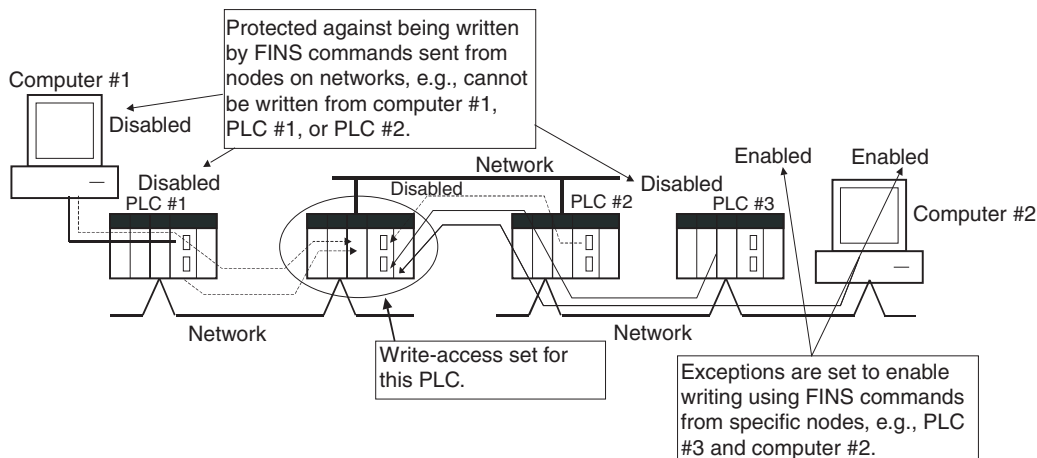 Protected against being written
by FINS commands sent from
nodes on networks, e.g., cannot
be written from computer #1,
PLC #1, or PLC #2.
Computer #1
Disabled
Network
Enabled
Enabled
Disabled
Disabled
Disabled
PLC #1
PLC #2
PLC #3
Computer #2
Network
Network
Write-access set for
this PLC.
Exceptions are set to enable
writing using FINS commands
from specific nodes, e.g., PLC
#3 and computer #2.